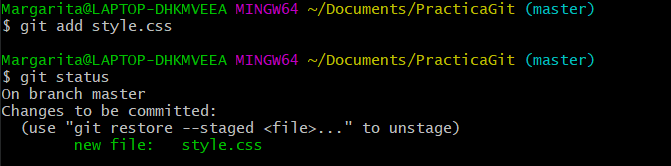 Margarita@LAPTOP-DHKMVEEA MINGW64 ~/Documents/PracticaGit (master)
$ git add style.css
Margarita@LAPTOP-DHKMVEEA MINGW64 ~/Documents/PracticaGit (master)
$ git status
On branch master
Changes to be committed:
  (use "git restore --staged <file>..." to unstage)
        new file:   style.css